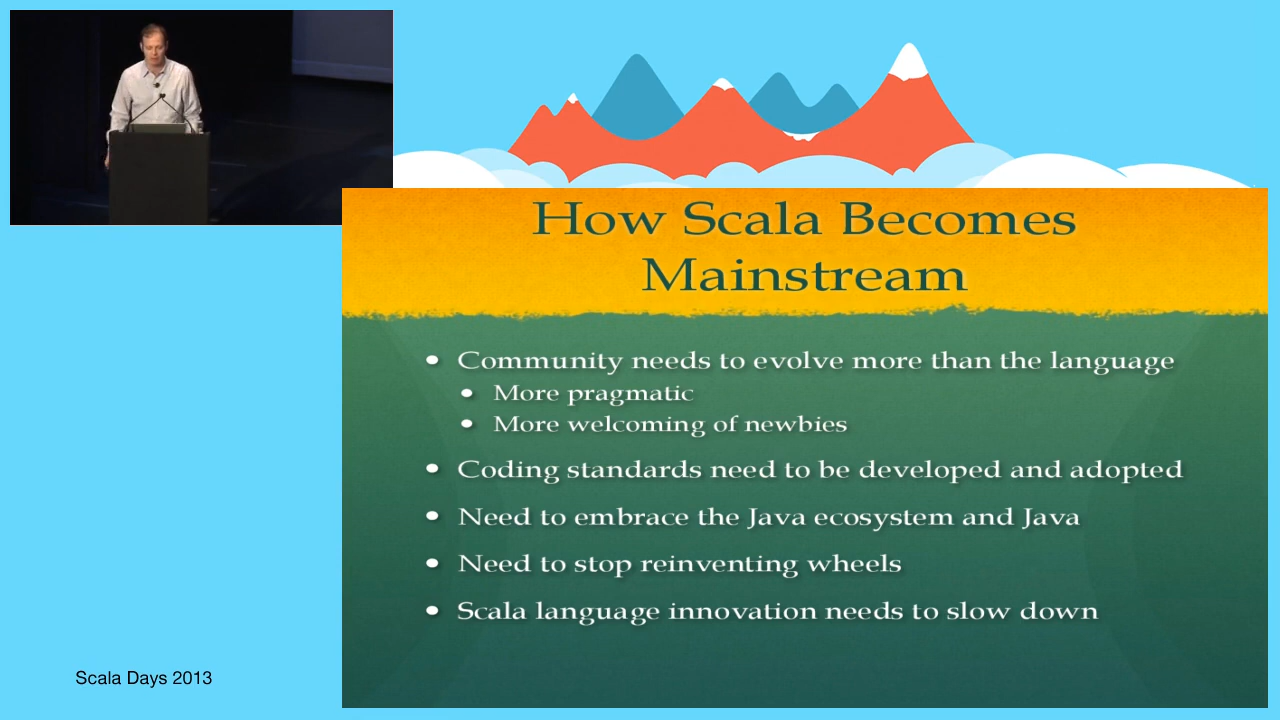 How Scala Becomes
Mainstream
• Community needs to evolve more than the language
• More pragmatic
• More welcoming of newbies
• Coding standards need to be developed and adopted
• Need to embrace the Java ecosystem and Java
• Need to stop reinventing wheels
• Scala language innovation needs to slow down
Scala Days 2013